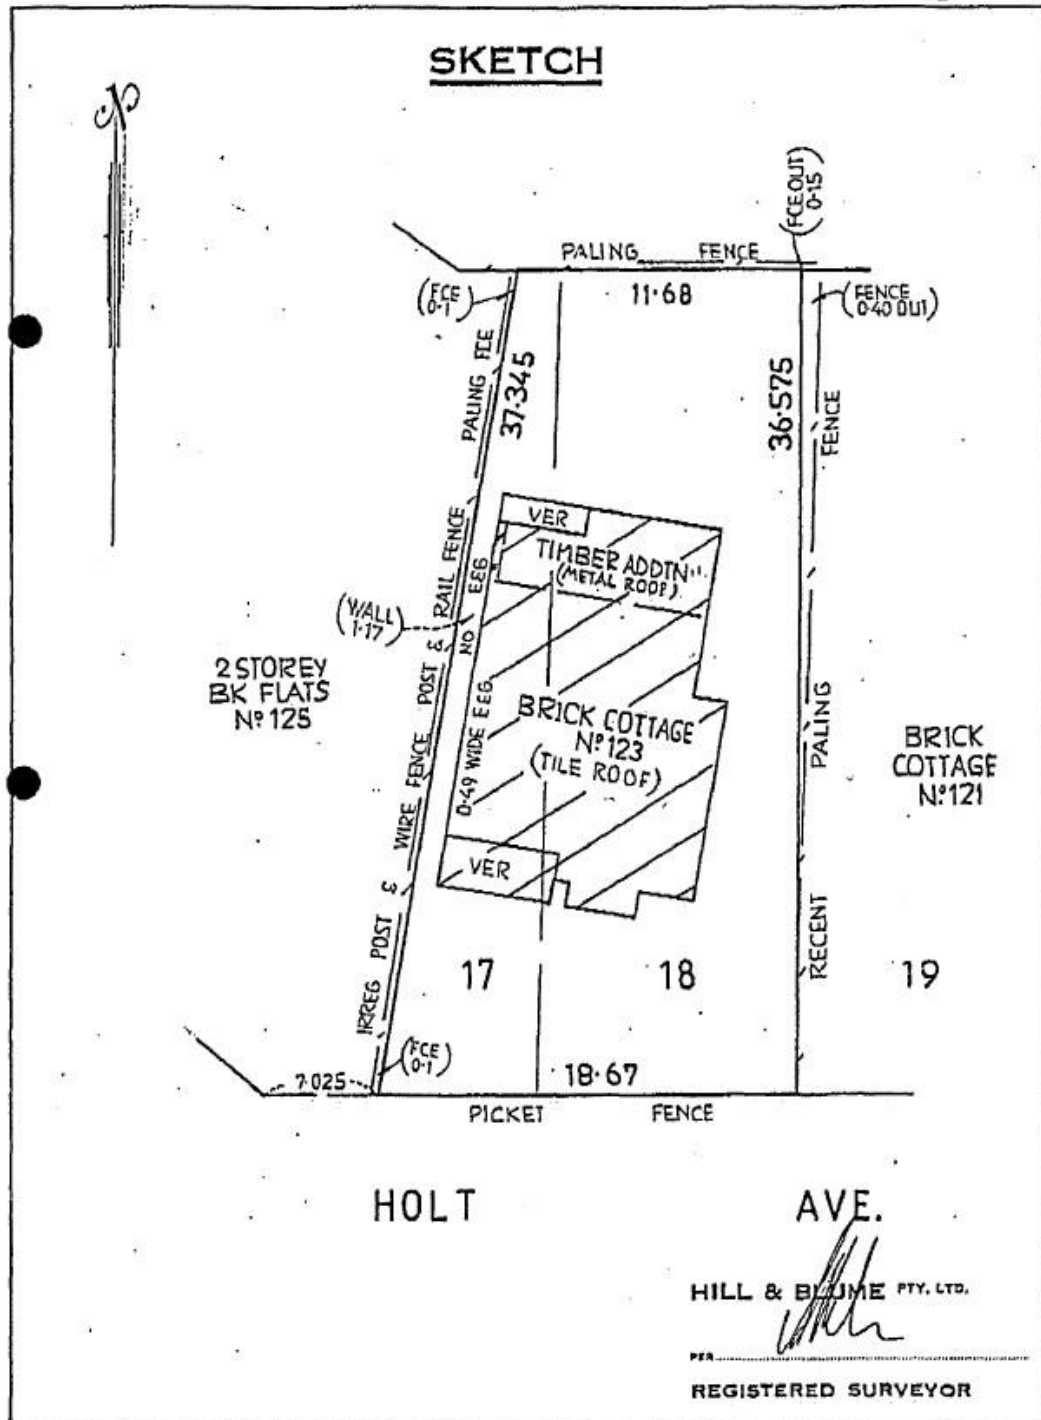 SKETCH
(FCE OUT
0·15)
PALING FENCE
(FCE
0·1)
11·68
(FENCE
0·40 OUT)
PALING FCE
37·345
36·575
FENCE
VER
TIMBER ADDTN
(METAL ROOF)
RAIL FENCE
NO E&G
(WALL
1·17)
POST &
2 STOREY
BK FLATS
Nº 125
0·49 WIDE E&G
BRICK COTTAGE
Nº 123
(TILE ROOF)
PALING
BRICK
COTTAGE
Nº 121
WIRE FENCE
VER
IRREG POST &
RECENT
17
18
19
(FCE
0·1)
7·025
18·67
PICKET FENCE
HOLT AVE.
HILL & BLUME PTY. LTD.
PER
REGISTERED SURVEYOR